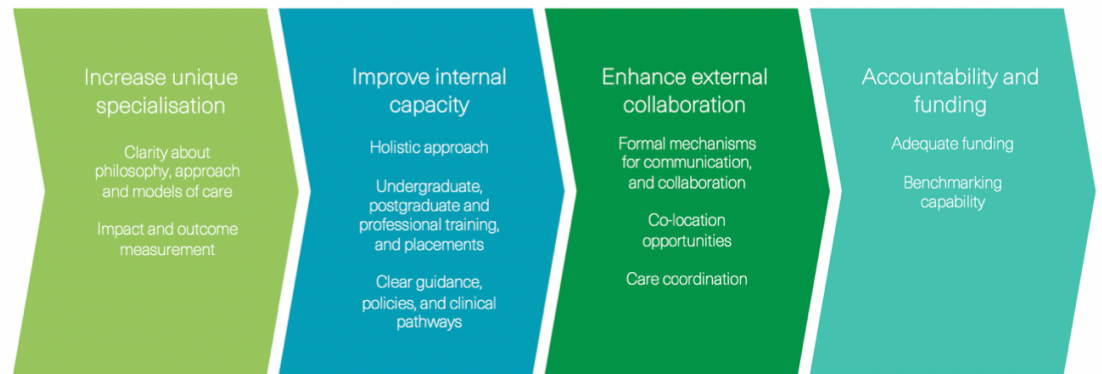 Increase unique
specialisation
Clarity about
philosophy, approach
and models of care
Impact and outcome
measurement
Improve internal
capacity
Holistic approach
Undergraduate,
postgraduate and
professional training,
and placements
Clear guidance,
policies, and clinical
pathways
Enhance external
collaboration
Formal mechanisms
for communication,
and collaboration
Co-location
opportunities
Care coordination
Accountability and
funding
Adequate funding
Benchmarking
capability